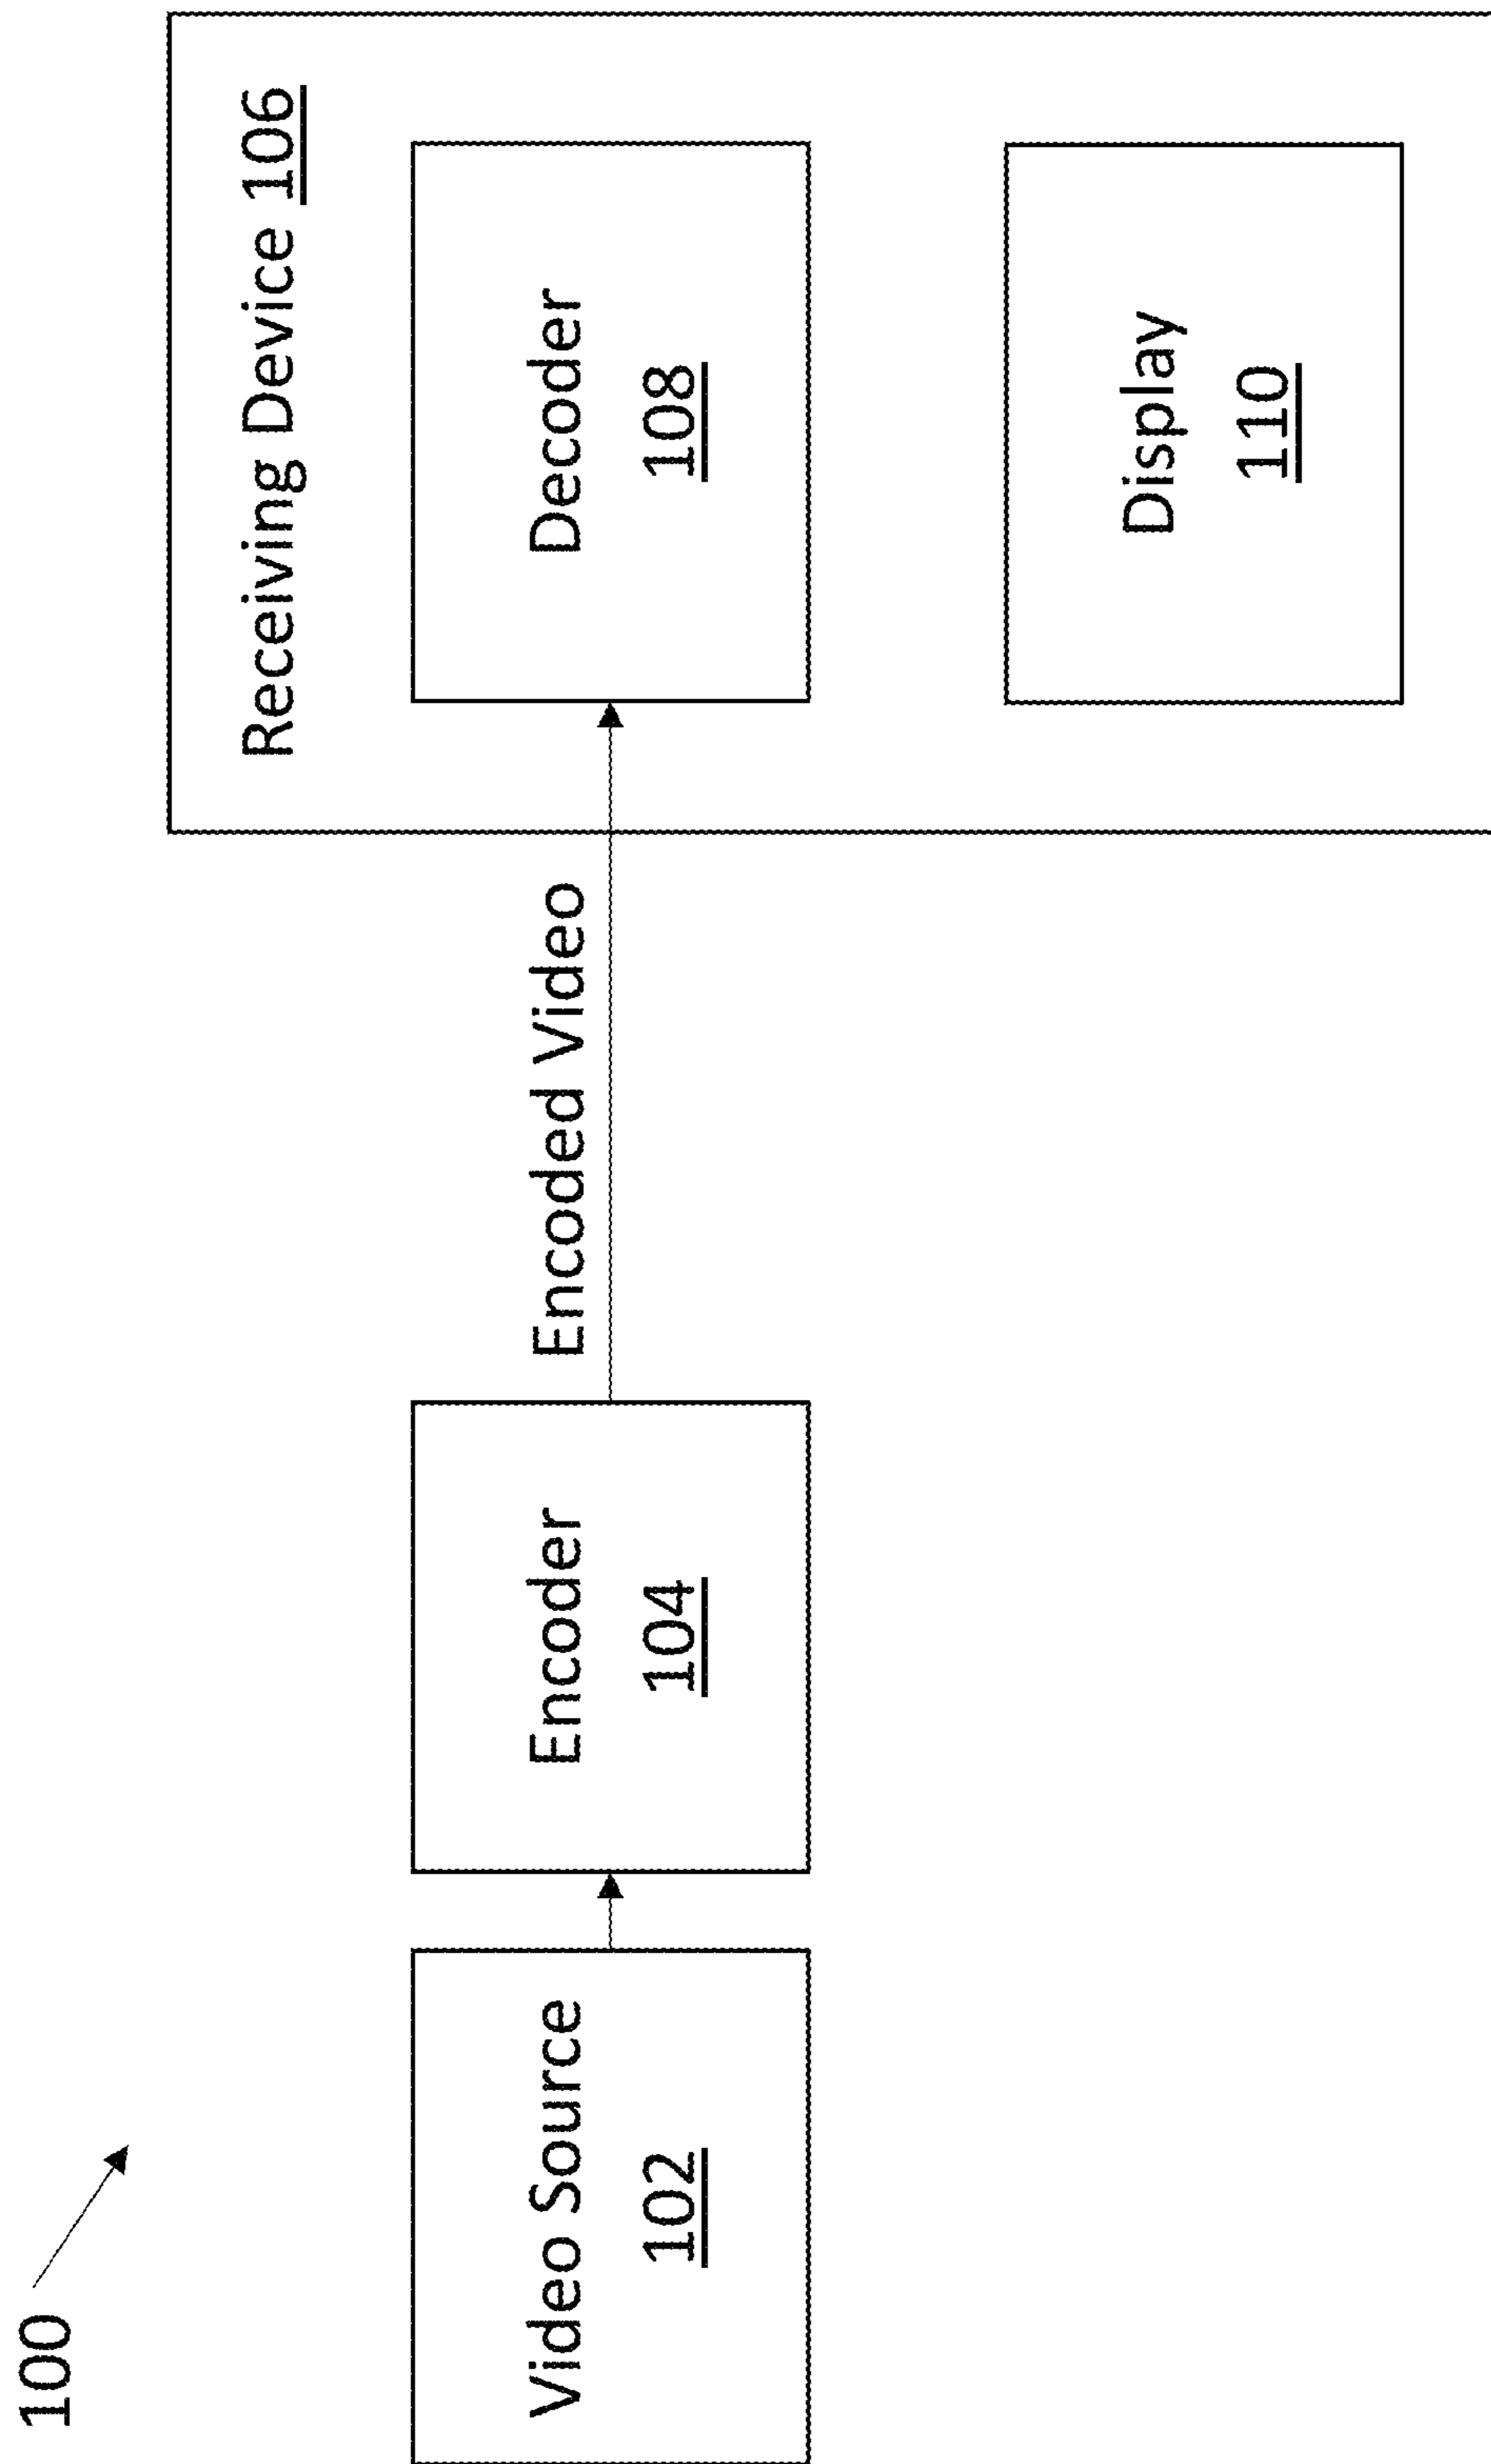 100
Video Source
102
Encoder
104
Encoded Video
Receiving Device 106
Decoder
108
Display
110